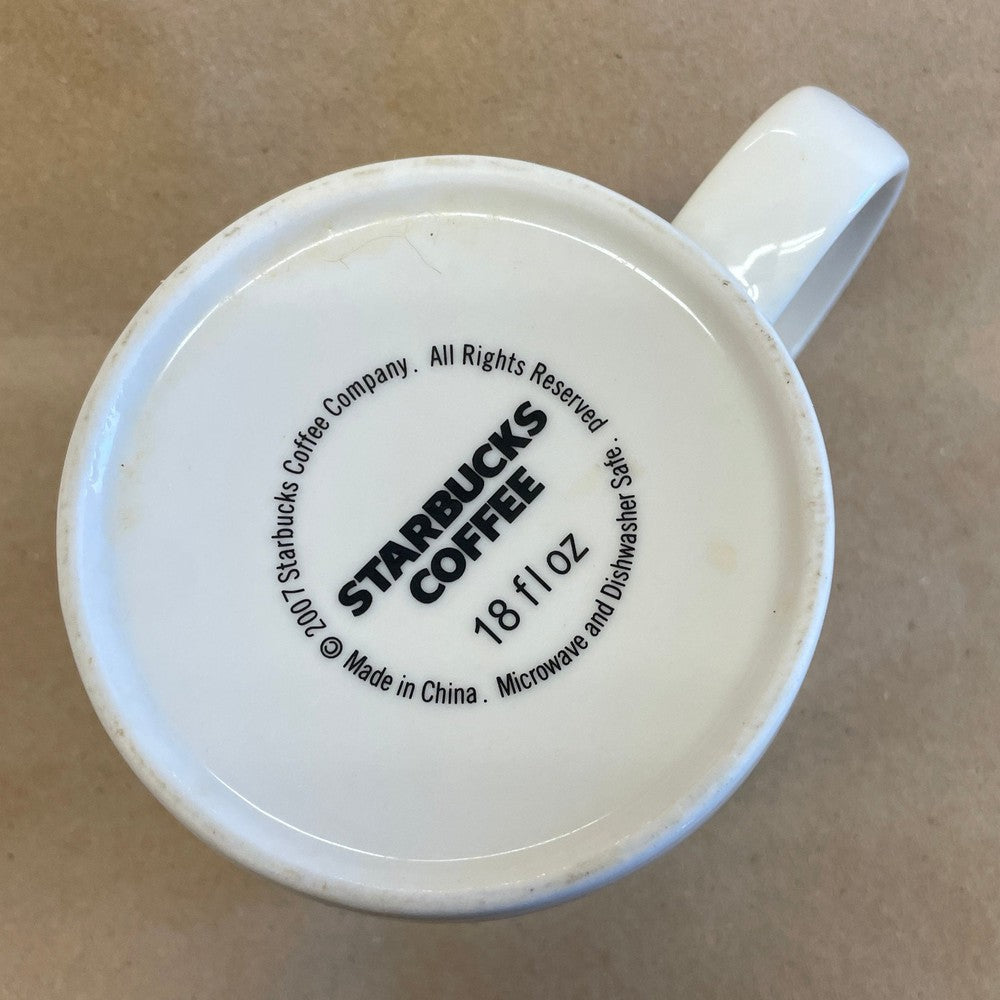 © 2007 Starbucks Coffee Company. All Rights Reserved
STARBUCKS
COFFEE
18 fl oz
Made in China. Microwave and Dishwasher Safe.